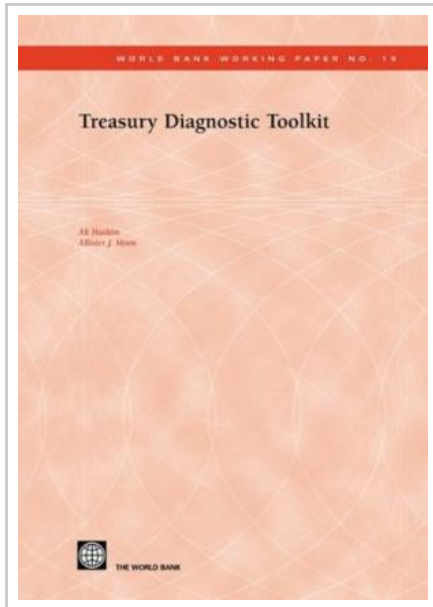 WORLD BANK WORKING PAPER NO. 19
Treasury Diagnostic Toolkit
Ali Hashim
Allister J. Moon
THE WORLD BANK